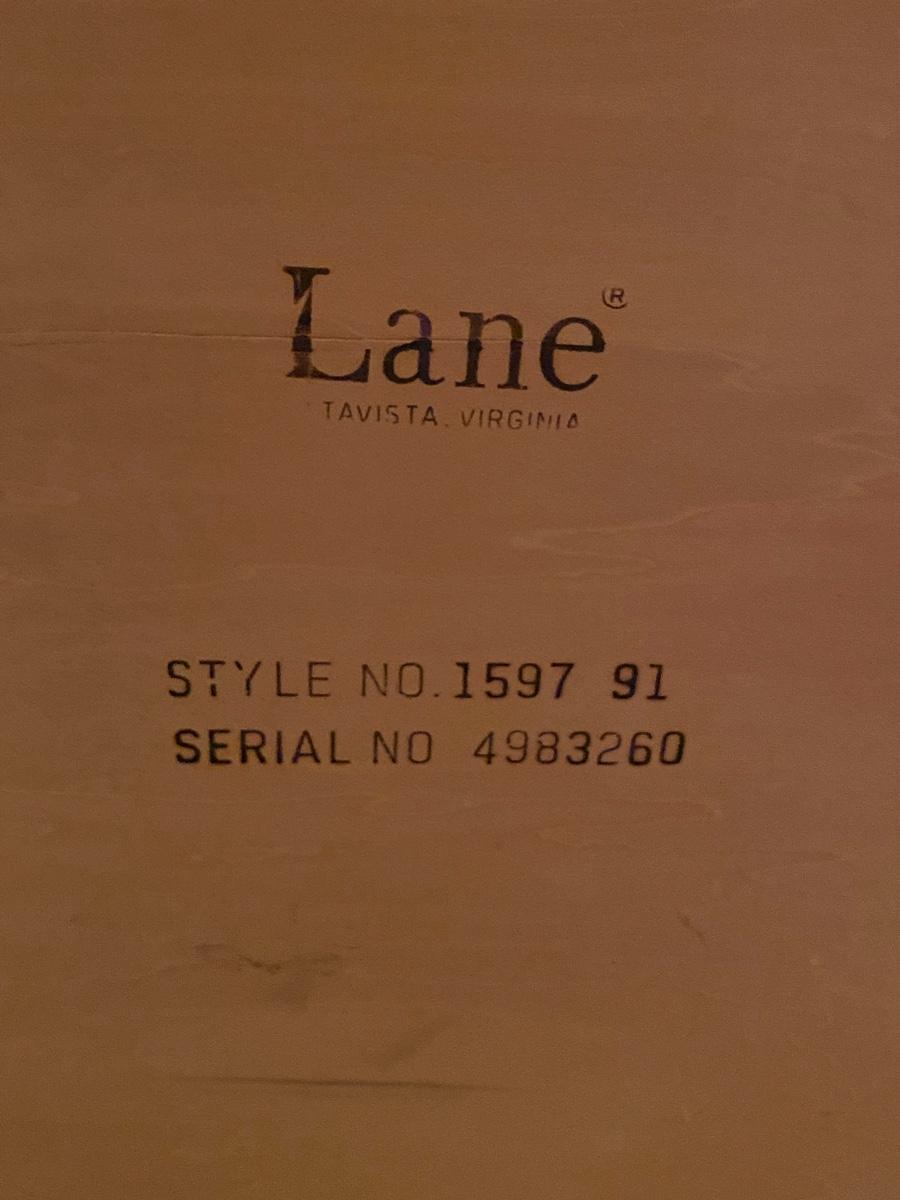 Lane®
TAVISTA, VIRGINIA
STYLE NO. 1597 91
SERIAL NO 4983260